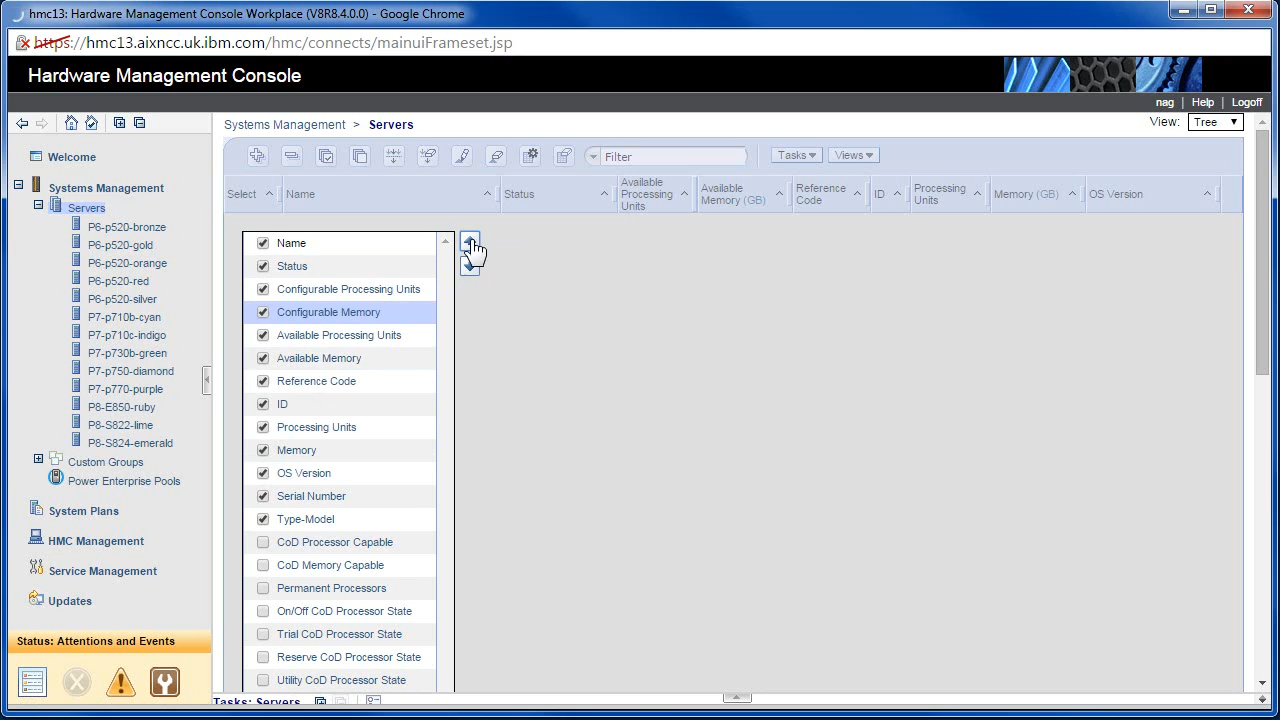 hmc13: Hardware Management Console Workplace (V8R8.4.0.0) - Google Chrome
https://hmc13.aixncc.uk.ibm.com/hmc/connects/mainuiFrameset.jsp
Hardware Management Console
nag | Help | Logoff
Systems Management > Servers
View: Tree
Welcome
Systems Management
Servers
P6-p520-bronze
P6-p520-gold
P6-p520-orange
P6-p520-red
P6-p520-silver
P7-p710b-cyan
P7-p710c-indigo
P7-p730b-green
P7-p750-diamond
P7-p770-purple
P8-E850-ruby
P8-S822-lime
P8-S824-emerald
Custom Groups
Power Enterprise Pools
System Plans
HMC Management
Service Management
Updates
Status: Attentions and Events
Filter
Tasks
Views
Select
Name
Status
Available Processing Units
Available Memory (GB)
Reference Code
ID
Processing Units
Memory (GB)
OS Version
Name
Status
Configurable Processing Units
Configurable Memory
Available Processing Units
Available Memory
Reference Code
ID
Processing Units
Memory
OS Version
Serial Number
Type-Model
CoD Processor Capable
CoD Memory Capable
Permanent Processors
On/Off CoD Processor State
Trial CoD Processor State
Reserve CoD Processor State
Utility CoD Processor State
Tasks: Servers